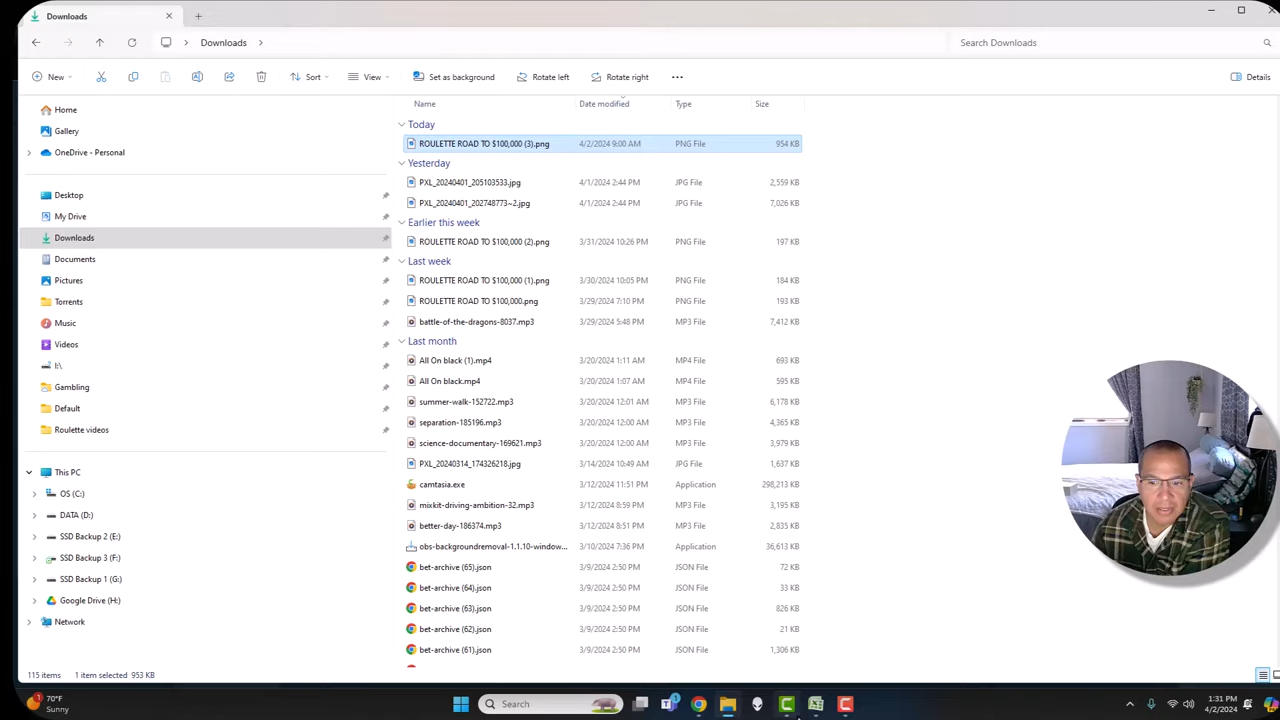 Downloads
Downloads
Search Downloads
New
Sort
View
Set as background
Rotate left
Rotate right
Details
Home
Gallery
OneDrive - Personal
Desktop
My Drive
Downloads
Documents
Pictures
Torrents
Music
Videos
I:\
Gambling
Default
Roulette videos
This PC
OS (C:)
DATA (D:)
SSD Backup 2 (E:)
SSD Backup 3 (F:)
SSD Backup 1 (G:)
Google Drive (H:)
Network
Name Date modified Type Size
Today
ROULETTE ROAD TO $100,000 (3).png 4/2/2024 9:00 AM PNG File 954 KB
Yesterday
PXL_20240401_205103533.jpg 4/1/2024 2:44 PM JPG File 2,559 KB
PXL_20240401_202748773~2.jpg 4/1/2024 2:44 PM JPG File 7,026 KB
Earlier this week
ROULETTE ROAD TO $100,000 (2).png 3/31/2024 10:26 PM PNG File 197 KB
Last week
ROULETTE ROAD TO $100,000 (1).png 3/30/2024 10:05 PM PNG File 184 KB
ROULETTE ROAD TO $100,000.png 3/29/2024 7:10 PM PNG File 193 KB
battle-of-the-dragons-8037.mp3 3/29/2024 5:48 PM MP3 File 7,412 KB
Last month
All On black (1).mp4 3/20/2024 1:11 AM MP4 File 693 KB
All On black.mp4 3/20/2024 1:07 AM MP4 File 595 KB
summer-walk-152722.mp3 3/20/2024 12:01 AM MP3 File 6,178 KB
separation-185196.mp3 3/20/2024 12:00 AM MP3 File 4,365 KB
science-documentary-169621.mp3 3/20/2024 12:00 AM MP3 File 3,979 KB
PXL_20240314_174326218.jpg 3/14/2024 10:49 AM JPG File 1,637 KB
camtasia.exe 3/12/2024 11:51 PM Application 298,213 KB
mixkit-driving-ambition-32.mp3 3/12/2024 8:59 PM MP3 File 3,195 KB
better-day-186374.mp3 3/12/2024 8:51 PM MP3 File 2,835 KB
obs-backgroundremoval-1.1.10-window... 3/10/2024 7:36 PM Application 36,613 KB
bet-archive (65).json 3/9/2024 2:50 PM JSON File 72 KB
bet-archive (64).json 3/9/2024 2:50 PM JSON File 33 KB
bet-archive (63).json 3/9/2024 2:50 PM JSON File 826 KB
bet-archive (62).json 3/9/2024 2:50 PM JSON File 21 KB
bet-archive (61).json 3/9/2024 2:50 PM JSON File 1,306 KB
115 items 1 item selected 953 KB
70°F
Sunny
Search
1:31 PM
4/2/2024